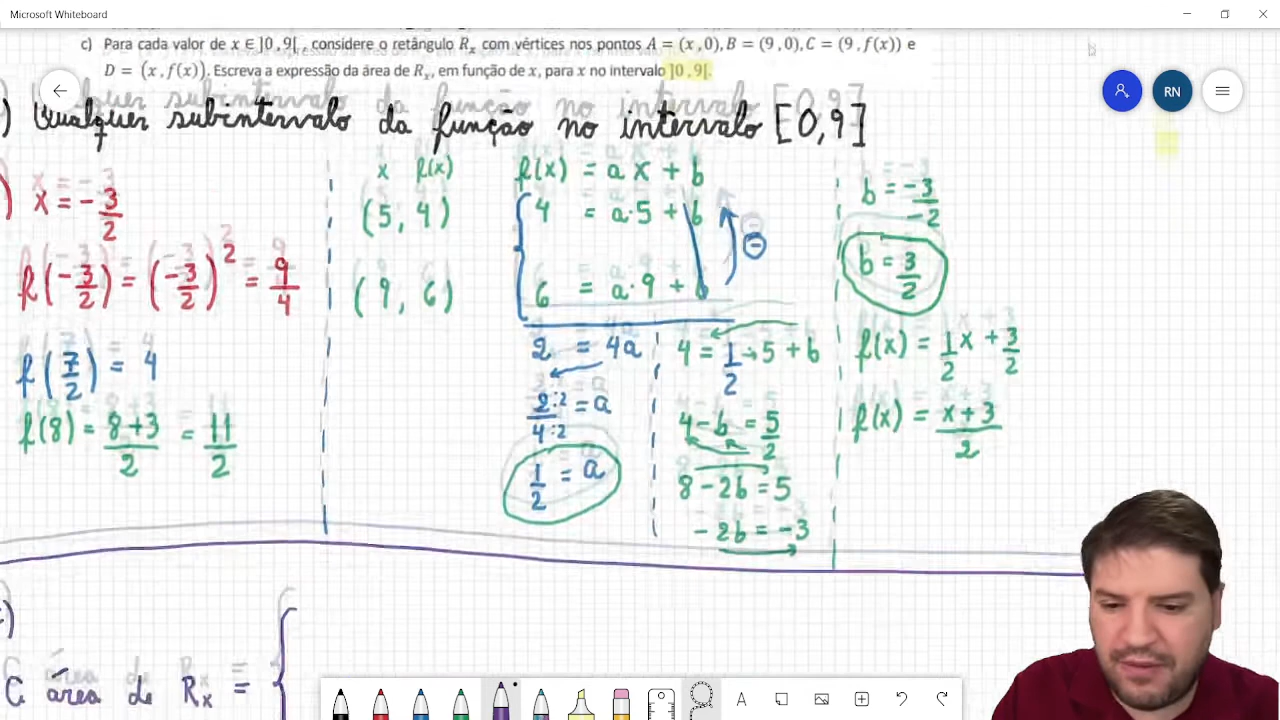 Microsoft Whiteboard
c) Para cada valor de x ∈ ]0,9[, considere o retângulo Rₓ com vértices nos pontos A = (x,0), B = (9,0), C = (9,f(x)) e
D = (x,f(x)). Escreva a expressão da área de Rₓ, em função de x, para x no intervalo ]0,9[.
RN
) Qualquer subintervalo da função no intervalo [0,9]
) x = -3/2
f(-3/2) = (-3/2)² = 9/4
f(7/2) = 4
f(8) = (8+3)/2 = 11/2
x f(x)
(5, 4)
(9, 6)
f(x) = a x + b
4 = a·5 + b
6 = a·9 + b
⊖
2 = 4a
2:2/4:2 = a
1/2 = a
4 = 1/2 · 5 + b
4 - b = 5/2
8 - 2b = 5
-2b = -3
b = -3/-2
b = 3/2
f(x) = 1/2 x + 3/2
f(x) = (x+3)/2
)
área de Rₓ = {
A